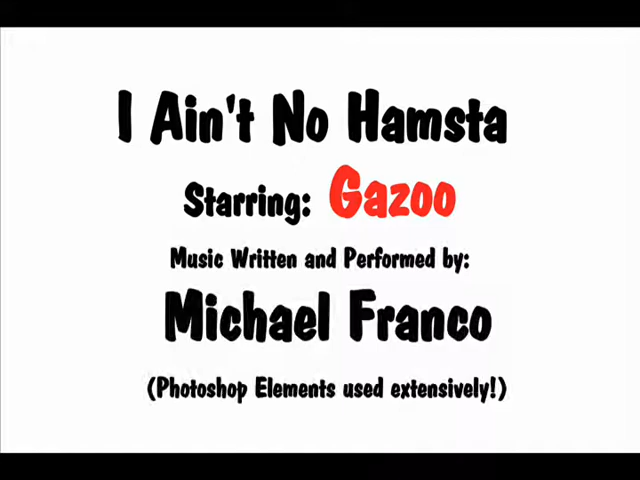 I Ain't No Hamsta
Starring: Gazoo
Music Written and Performed by:
Michael Franco
(Photoshop Elements used extensively!)